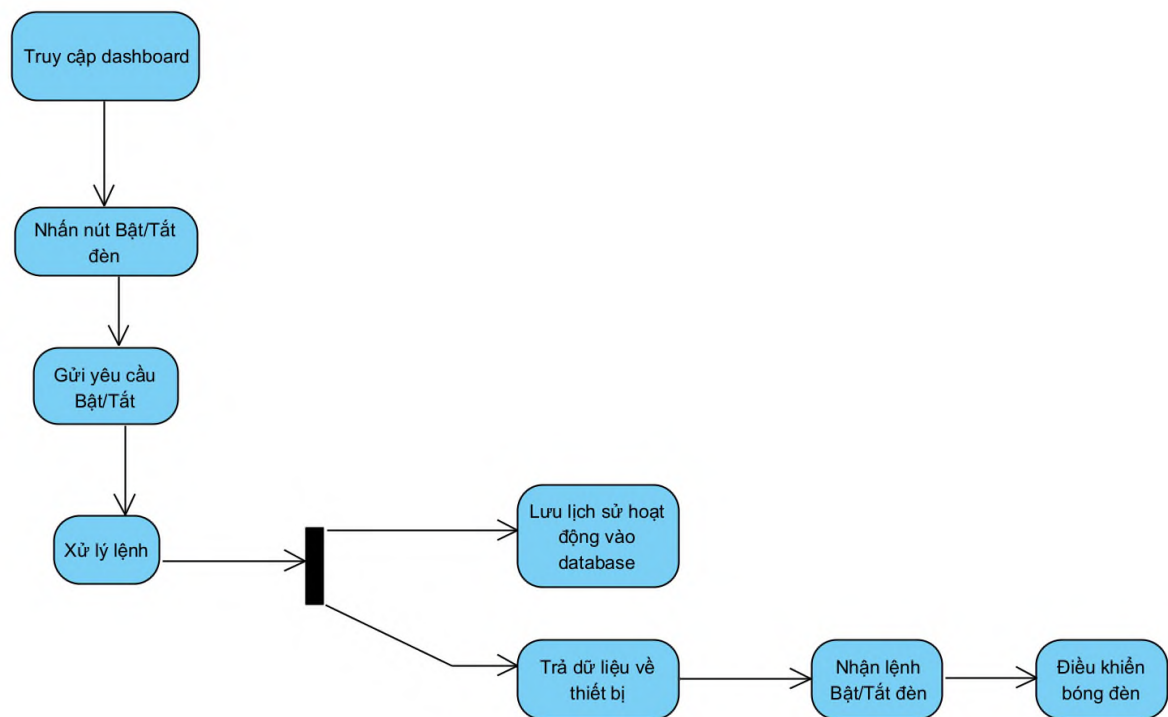 Truy cập dashboard
Nhấn nút Bật/Tắt
đèn
Gửi yêu cầu
Bật/Tắt
Xử lý lệnh
Lưu lịch sử hoạt
động vào
database
Trả dữ liệu về
thiết bị
Nhận lệnh
Bật/Tắt đèn
Điều khiển
bóng đèn